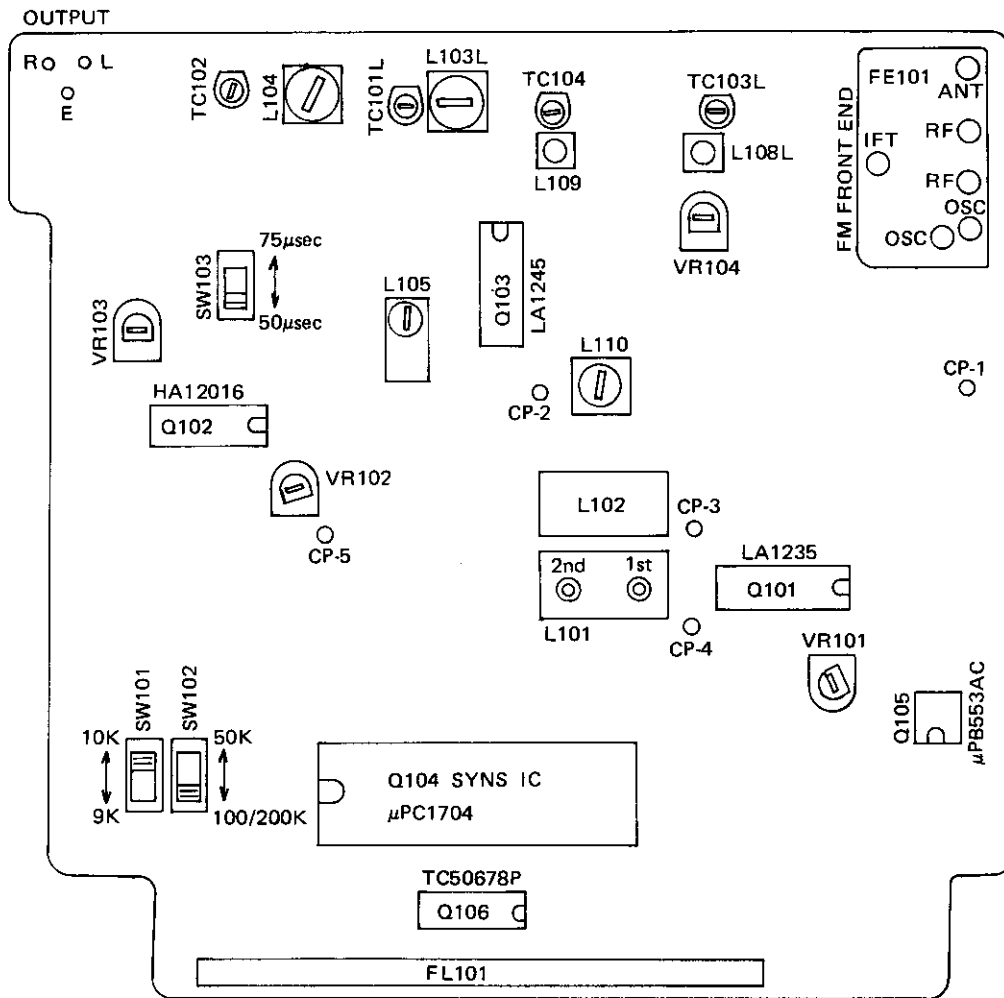 OUTPUT
R L
E
TC102
L104
TC101L
L103L
TC104
L109
TC103L
L108L
VR104
FE101
ANT
RF
IFT
RF
OSC
OSC
FM FRONT END
75μsec
SW103
50μsec
VR103
L105
Q103
LA1245
L110
CP-2
CP-1
HA12016
Q102
VR102
CP-5
L102
CP-3
2nd 1st
L101
CP-4
LA1235
Q101
VR101
Q105
μPB553AC
SW101
SW102
10K
9K
50K
100/200K
Q104 SYNS IC
μPC1704
TC50678P
Q106
FL101